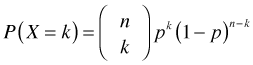 P(X = k) = (n k) p^k (1 − p)^{n−k}